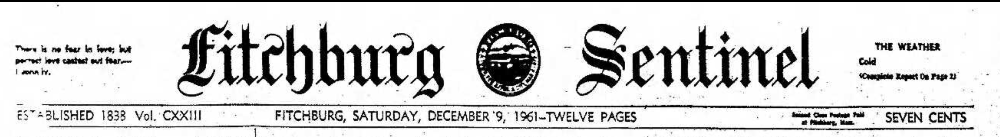 There is no fear in love; but
perfect love casteth out fear.—
I John iv.
Fitchburg Sentinel
THE WEATHER
Cold
(Complete Report On Page 2)
ESTABLISHED 1838 Vol. CXXIII
FITCHBURG, SATURDAY, DECEMBER 9, 1961—TWELVE PAGES
Second Class Postage Paid
at Fitchburg, Mass.
SEVEN CENTS